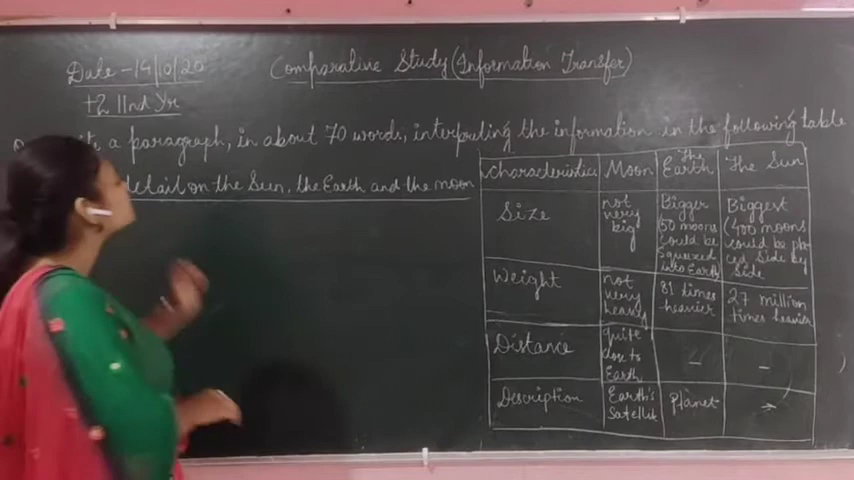 Date - 14/10/20
Comparative Study (Information Transfer)
+2 IInd Yr
a paragraph, in about 70 words, interpreting the information in the following table
detail on the Sun, the Earth and the moon
Characteristics Moon The Earth The Sun
Size not very big Bigger (50 moons could be squeezed into Earth Biggest (400 moons could be placed Side by Side
Weight not very heavy 81 times heavier 27 million times heavier
Distance quite close to Earth - -
Description Earth's Satellite Planet